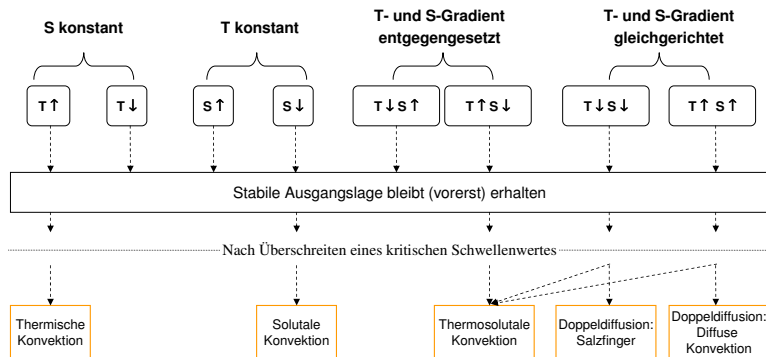 S konstant
T konstant
T- und S-Gradient
entgegengesetzt
T- und S-Gradient
gleichgerichtet
T↑
T↓
S↑
S↓
T↓S↑
T↑S↓
T↓S↓
T↑ S↑
Stabile Ausgangslage bleibt (vorerst) erhalten
Nach Überschreiten eines kritischen Schwellenwertes
Thermische
Konvektion
Solutale
Konvektion
Thermosolutale
Konvektion
Doppeldiffusion:
Salzfinger
Doppeldiffusion:
Diffuse
Konvektion